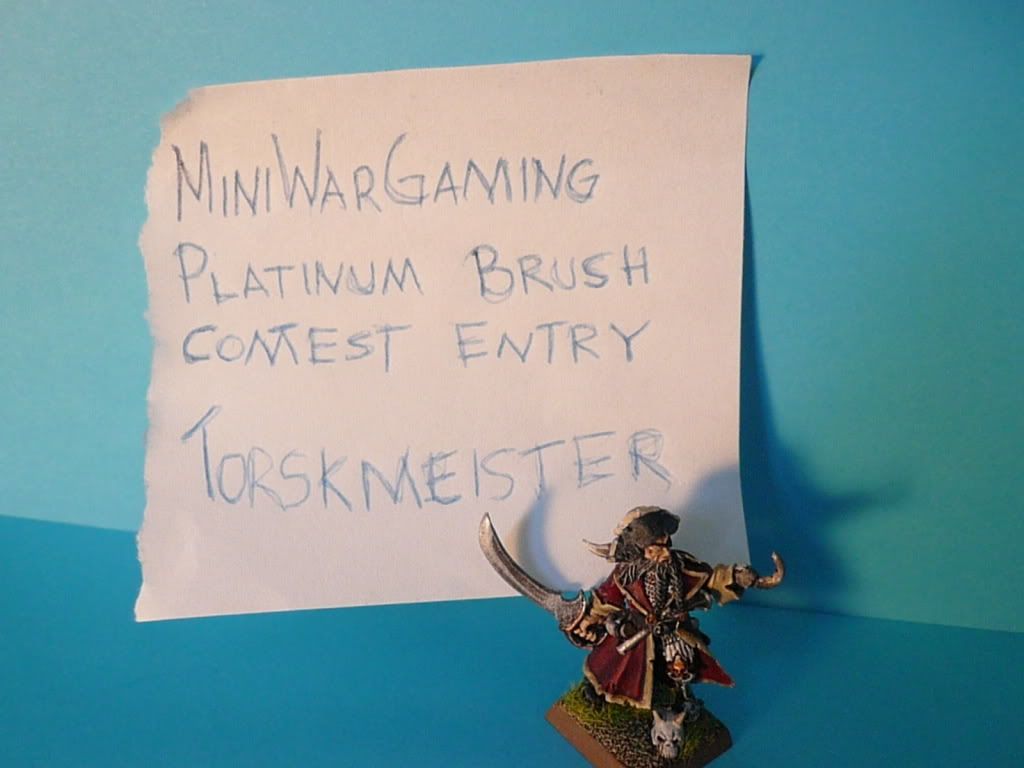 MINIWARGAMING
PLATINUM BRUSH
CONTEST ENTRY
TORSKMEISTER